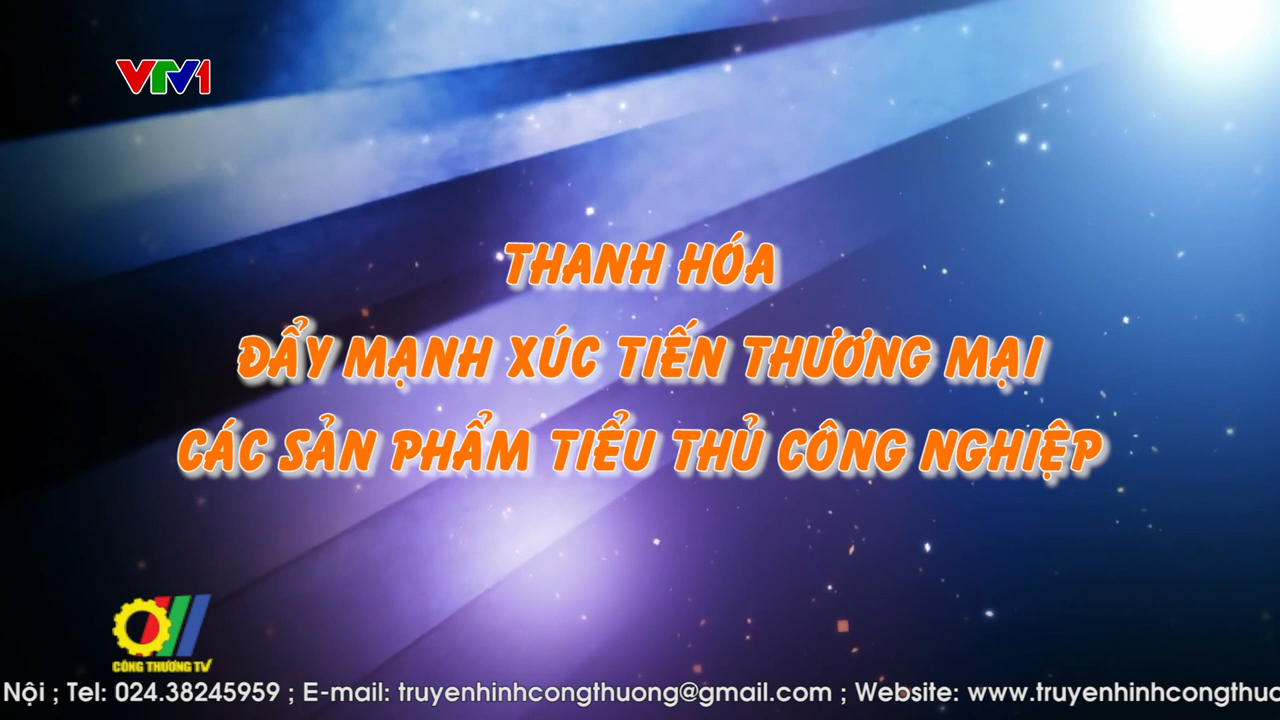 VTV1
THANH HÓA
ĐẨY MẠNH XÚC TIẾN THƯƠNG MẠI
CÁC SẢN PHẨM TIỂU THỦ CÔNG NGHIỆP
CÔNG THƯƠNG TV
Nội ; Tel: 024.38245959 ; E-mail: truyenhinhcongthuong@gmail.com ; Website: www.truyenhinhcongthuo